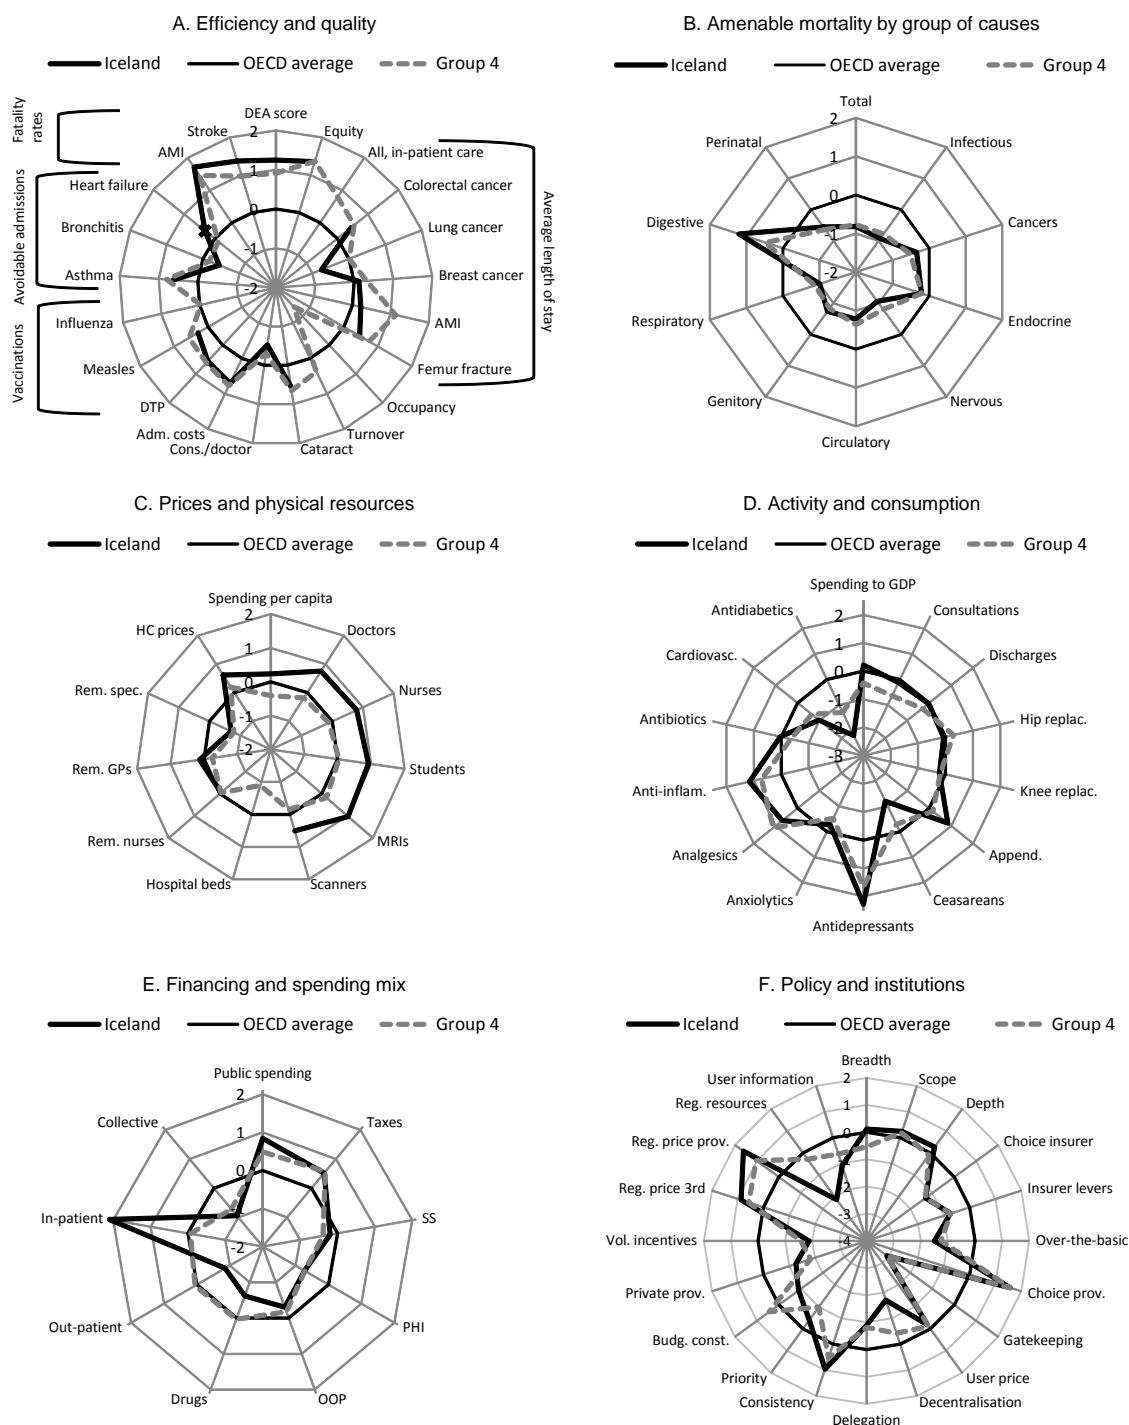 A. Efficiency and quality
Iceland
OECD average
Group 4
Fatality
rates
Avoidable admissions
Vaccinations
Average length of stay
DEA score
Equity
All, in-patient care
Colorectal cancer
Lung cancer
Breast cancer
AMI
Femur fracture
Occupancy
Turnover
Cataract
Cons./doctor
Adm. costs
DTP
Measles
Influenza
Asthma
Bronchitis
Heart failure
AMI
Stroke
2
1
0
-1
-2
B. Amenable mortality by group of causes
Iceland
OECD average
Group 4
Total
Infectious
Cancers
Endocrine
Nervous
Circulatory
Genitory
Respiratory
Digestive
Perinatal
2
1
0
-1
-2
C. Prices and physical resources
Iceland
OECD average
Group 4
Spending per capita
Doctors
Nurses
Students
MRIs
Scanners
Hospital beds
Rem. nurses
Rem. GPs
Rem. spec.
HC prices
2
1
0
-1
-2
D. Activity and consumption
Iceland
OECD average
Group 4
Spending to GDP
Consultations
Discharges
Hip replac.
Knee replac.
Append.
Ceasareans
Antidepressants
Anxiolytics
Analgesics
Anti-inflam.
Antibiotics
Cardiovasc.
Antidiabetics
2
1
0
-1
-2
-3
E. Financing and spending mix
Iceland
OECD average
Group 4
Public spending
Taxes
SS
PHI
OOP
Drugs
Out-patient
In-patient
Collective
2
1
0
-1
-2
F. Policy and institutions
Iceland
OECD average
Group 4
Breadth
Scope
Depth
Choice insurer
Insurer levers
Over-the-basic
Choice prov.
Gatekeeping
User price
Decentralisation
Delegation
Consistency
Priority
Budg. const.
Private prov.
Vol. incentives
Reg. price 3rd
Reg. price prov.
Reg. resources
User information
2
1
0
-1
-2
-3
-4